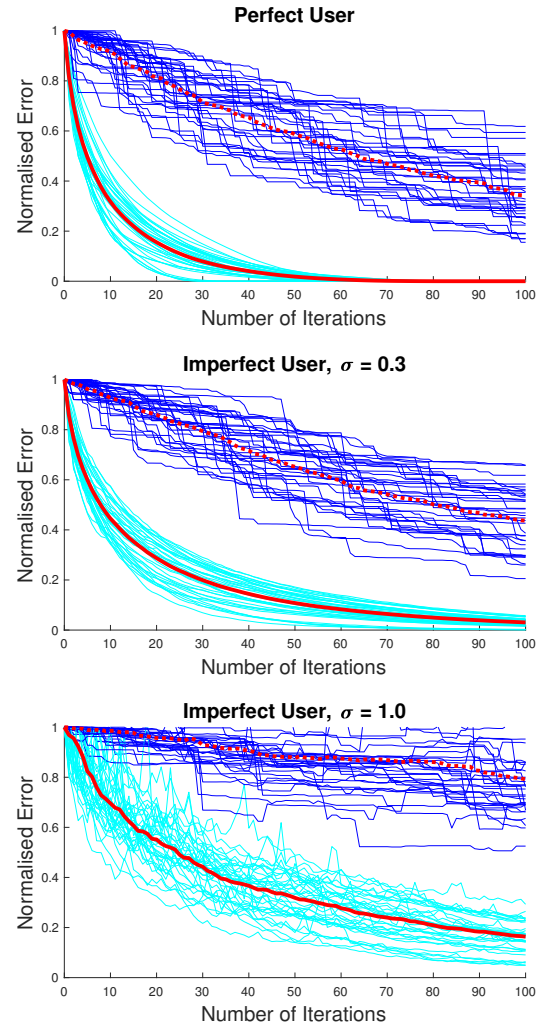 Perfect User
1
0.8
0.6
0.4
0.2
0
0 10 20 30 40 50 60 70 80 90 100
Normalised Error
Number of Iterations
Imperfect User, σ = 0.3
1
0.8
0.6
0.4
0.2
0
0 10 20 30 40 50 60 70 80 90 100
Normalised Error
Number of Iterations
Imperfect User, σ = 1.0
1
0.8
0.6
0.4
0.2
0
0 10 20 30 40 50 60 70 80 90 100
Normalised Error
Number of Iterations